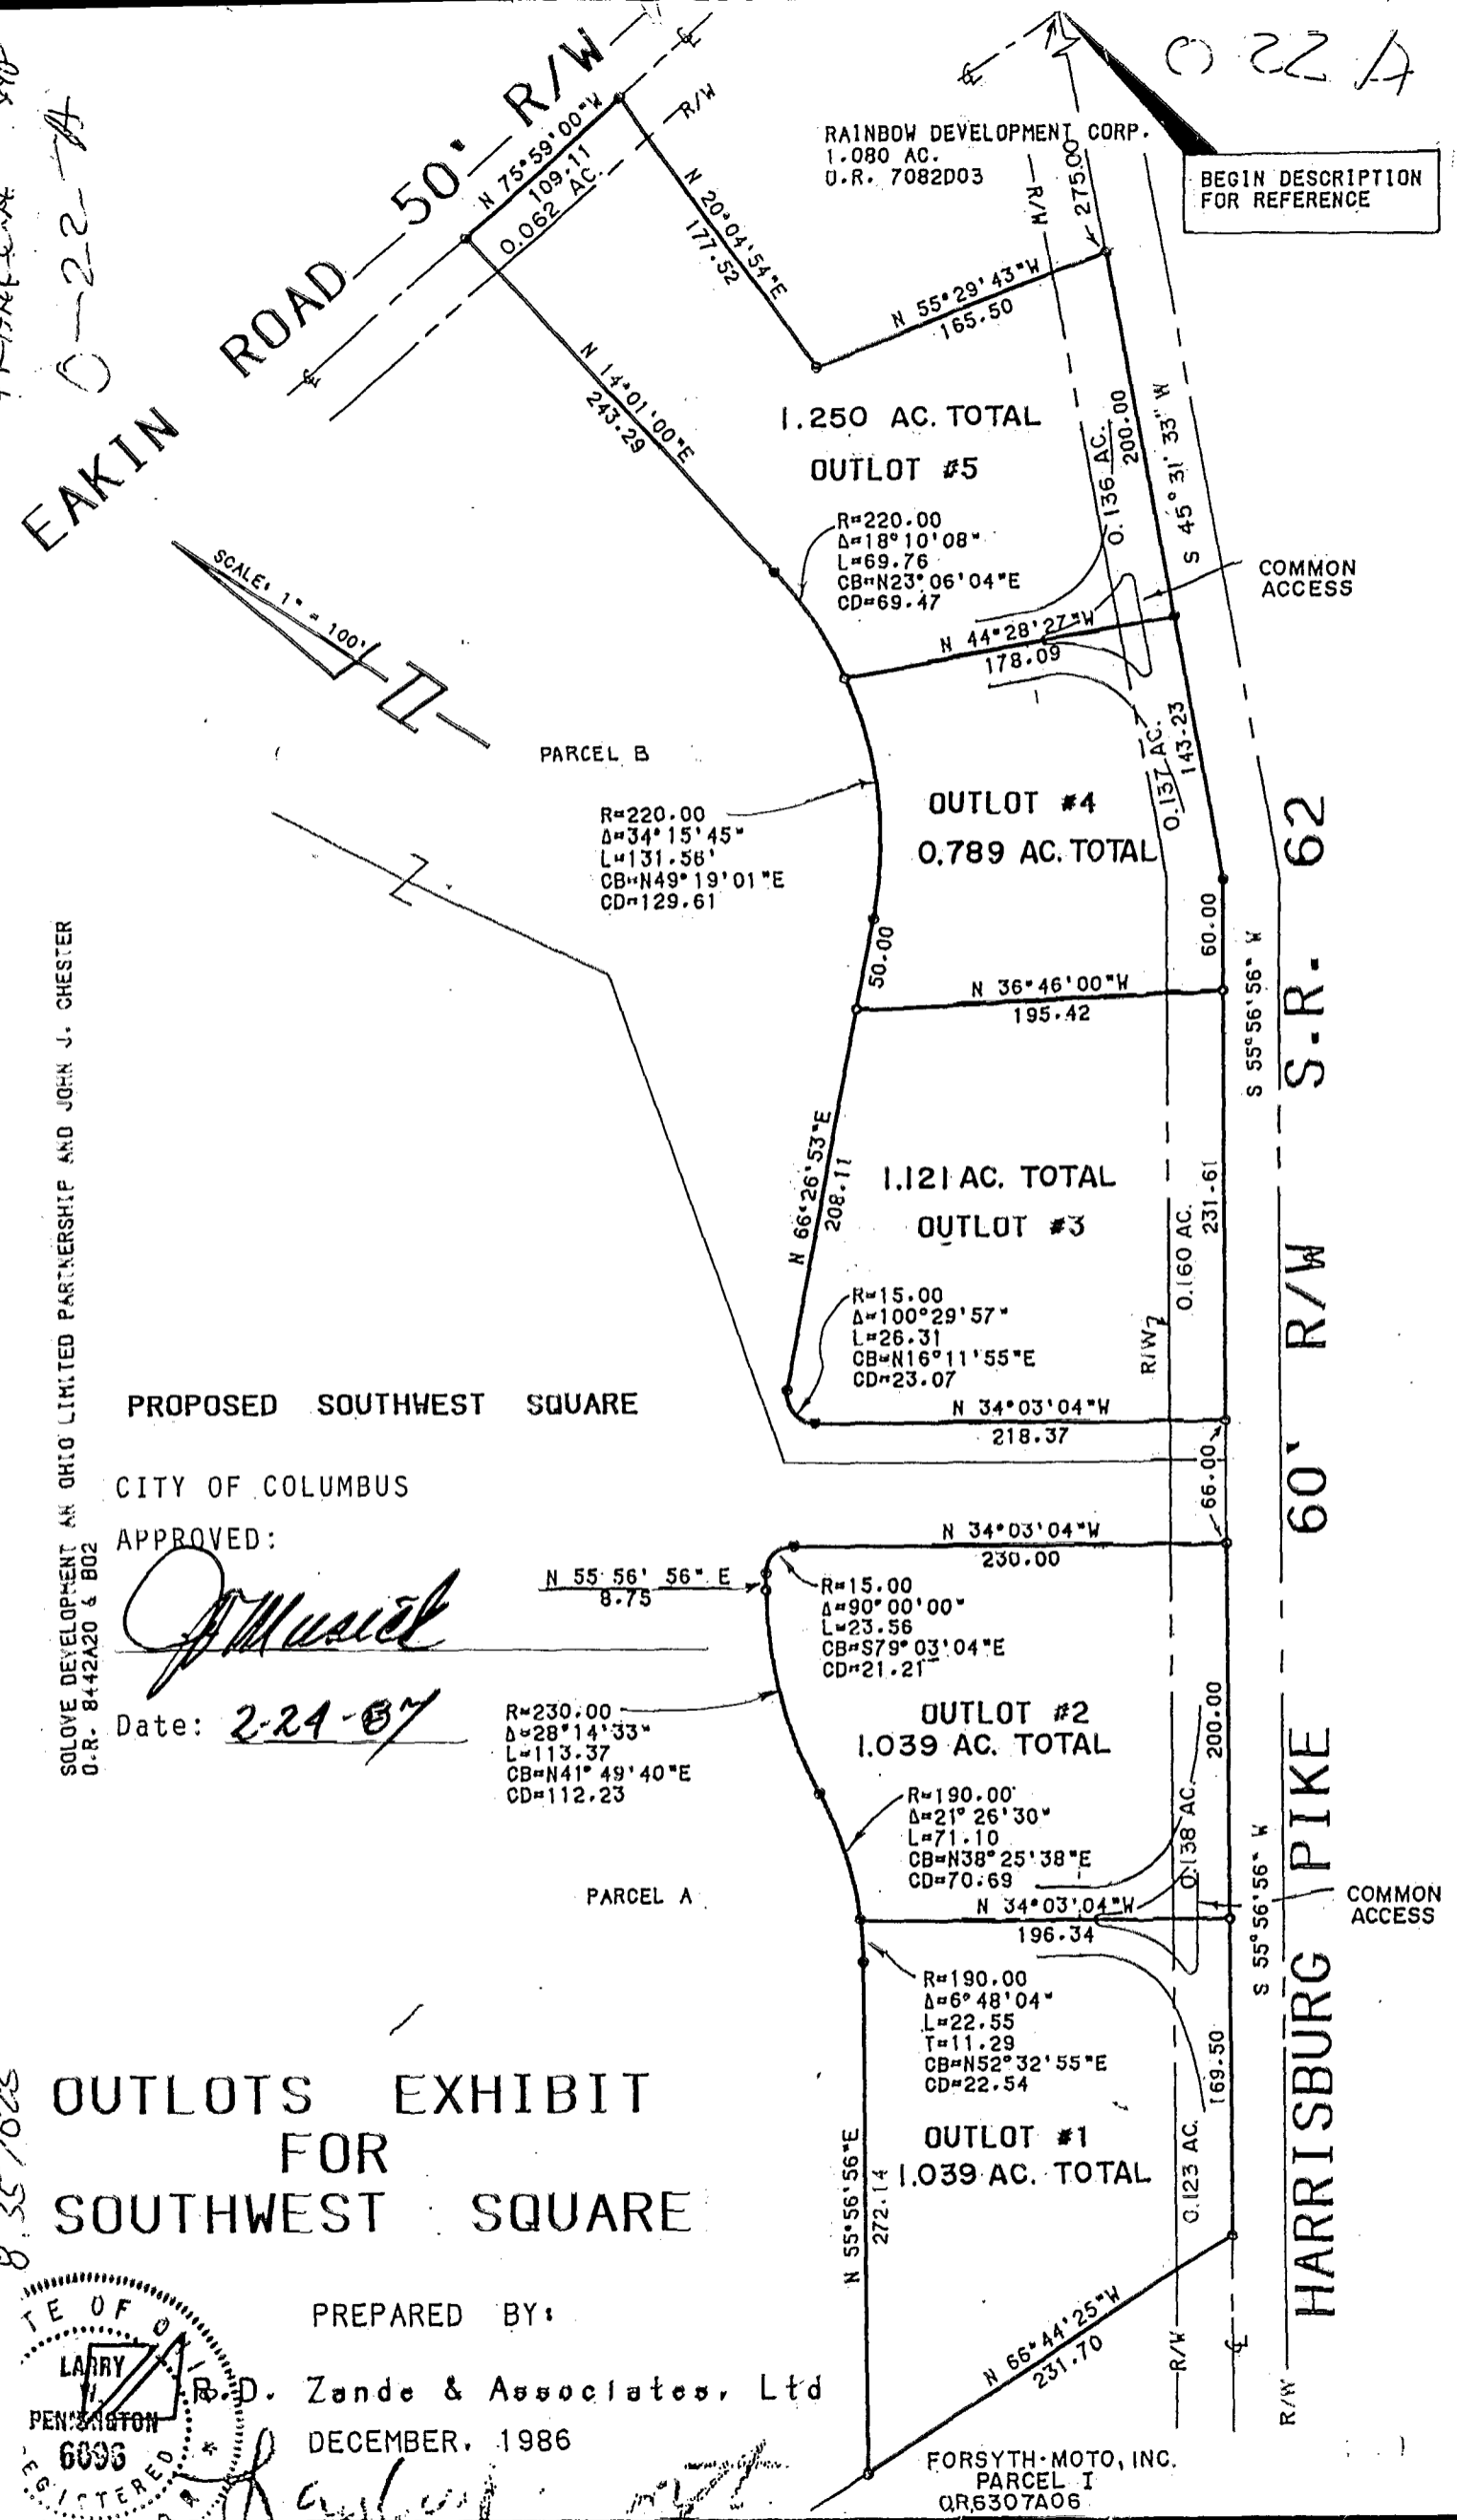 0-22-A
0 22 A
EAKIN ROAD 50' R/W
R/W
N 75°59'00"W
109.11
0.062 AC.
N 20°04'54"E
177.52
RAINBOW DEVELOPMENT CORP.
1.080 AC.
O.R. 7082D03
BEGIN DESCRIPTION
FOR REFERENCE
R/W
275.00
N 55°29'43"W
165.50
N 14°01'00"E
243.29
1.250 AC. TOTAL
OUTLOT #5
0.136 AC.
200.00
S 45° 31' 33" W
R=220.00
Δ=18°10'08"
L=69.76
CB=N23°06'04"E
CD=69.47
COMMON
ACCESS
SCALE: 1" = 100'
N 44°28'27"W
178.09
PARCEL B
R=220.00
Δ=34°15'45"
L=131.56'
CB=N49°19'01"E
CD=129.61
OUTLOT #4
0.789 AC. TOTAL
0.137 AC.
143.23
60.00
50.00
N 36°46'00"W
195.42
S 55°56'56" W
S.R. 62
N 66°26'53"E
208.11
1.121 AC. TOTAL
OUTLOT #3
0.160 AC.
231.61
R/W
R=15.00
Δ=100°29'57"
L=26.31
CB=N16°11'55"E
CD=23.07
N 34°03'04"W
218.37
66.00
60' R/W
SOLOVE DEVELOPMENT AN OHIO LIMITED PARTNERSHIP AND JOHN J. CHESTER
O.R. 8442A20 & B02
PROPOSED SOUTHWEST SQUARE
CITY OF COLUMBUS
APPROVED:
Date: 2-24-87
N 34°03'04"W
230.00
N 55 56' 56" E
8.75
R=15.00
Δ=90°00'00"
L=23.56
CB=S79°03'04"E
CD=21.21
R=230.00
Δ=28°14'33"
L=113.37
CB=N41°49'40"E
CD=112.23
OUTLOT #2
1.039 AC. TOTAL
200.00
0.138 AC.
R=190.00
Δ=21°26'30"
L=71.10
CB=N38°25'38"E
CD=70.69
PARCEL A
N 34°03'04"W
196.34
S 55°56'56" W
COMMON
ACCESS
R=190.00
Δ=6°48'04"
L=22.55
T=11.29
CB=N52°32'55"E
CD=22.54
169.50
HARRISBURG PIKE
OUTLOT #1
1.039 AC. TOTAL
0.123 AC.
N 55°56'56"E
272.14
N 66°44'25"W
231.70
R/W
R/W
FORSYTH-MOTO, INC.
PARCEL I
OR6307A06
OUTLOTS EXHIBIT
FOR
SOUTHWEST SQUARE
PREPARED BY:
R.D. Zande & Associates, Ltd
DECEMBER, 1986
LARRY
PENNINGTON
6096
REGISTERED